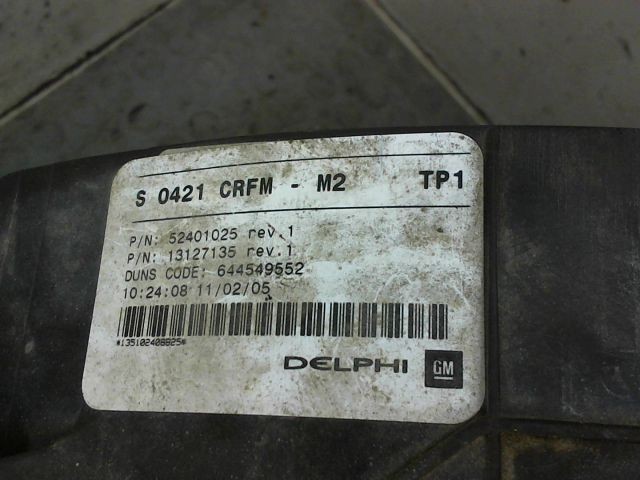 S 0421 CRFM - M2 TP1
P/N: 52401025 rev.1
P/N: 13127135 rev.1
DUNS CODE: 644549552
10:24:08 11/02/05
DELPHI GM